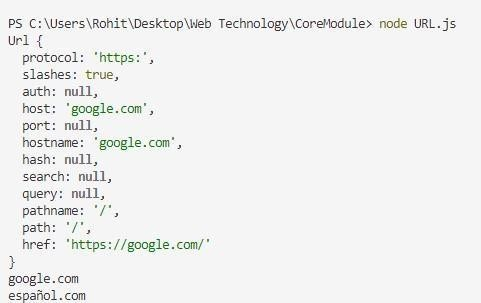 PS C:\Users\Rohit\Desktop\Web Technology\CoreModule> node URL.js
Url {
  protocol: 'https:',
  slashes: true,
  auth: null,
  host: 'google.com',
  port: null,
  hostname: 'google.com',
  hash: null,
  search: null,
  query: null,
  pathname: '/',
  path: '/',
  href: 'https://google.com/'
}
google.com
español.com